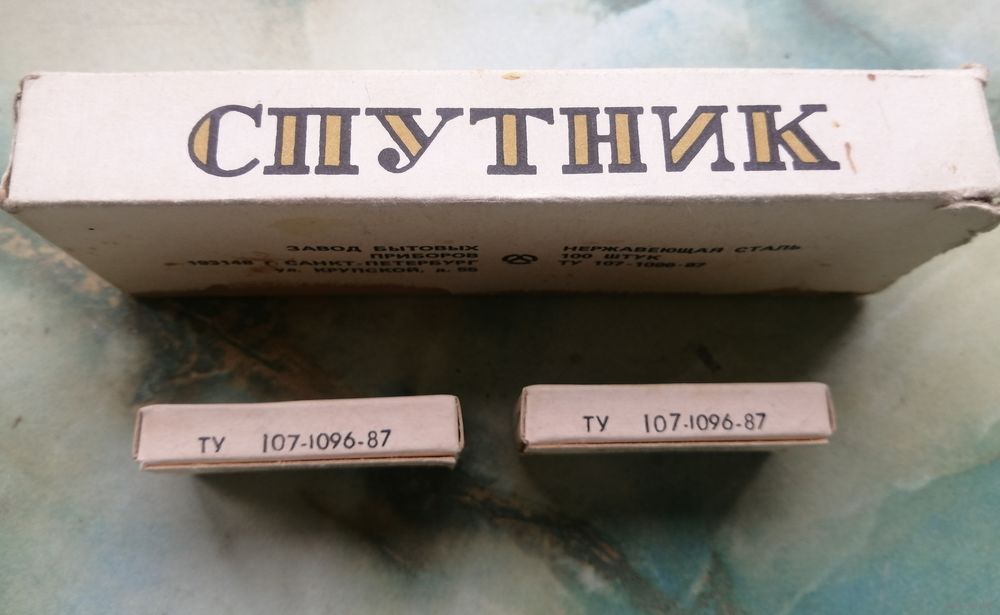 СПУТНИК
ЗАВОД БЫТОВЫХ
ПРИБОРОВ
193148 Г. САНКТ-ПЕТЕРБУРГ
УЛ. КРУПСКОЙ, д. 55
НЕРЖАВЕЮЩАЯ СТАЛЬ
100 ШТУК
ТУ 107-1096-87
ТУ 107-1096-87
ТУ 107-1096-87